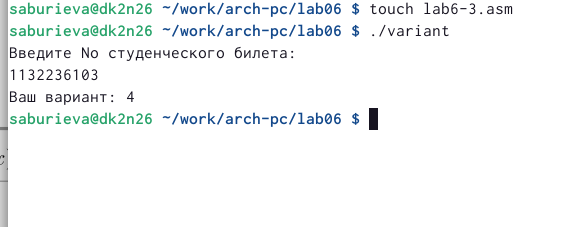 saburieva@dk2n26 ~/work/arch-pc/lab06 $ touch lab6-3.asm
saburieva@dk2n26 ~/work/arch-pc/lab06 $ ./variant
Введите No студенческого билета:
1132236103
Ваш вариант: 4
saburieva@dk2n26 ~/work/arch-pc/lab06 $